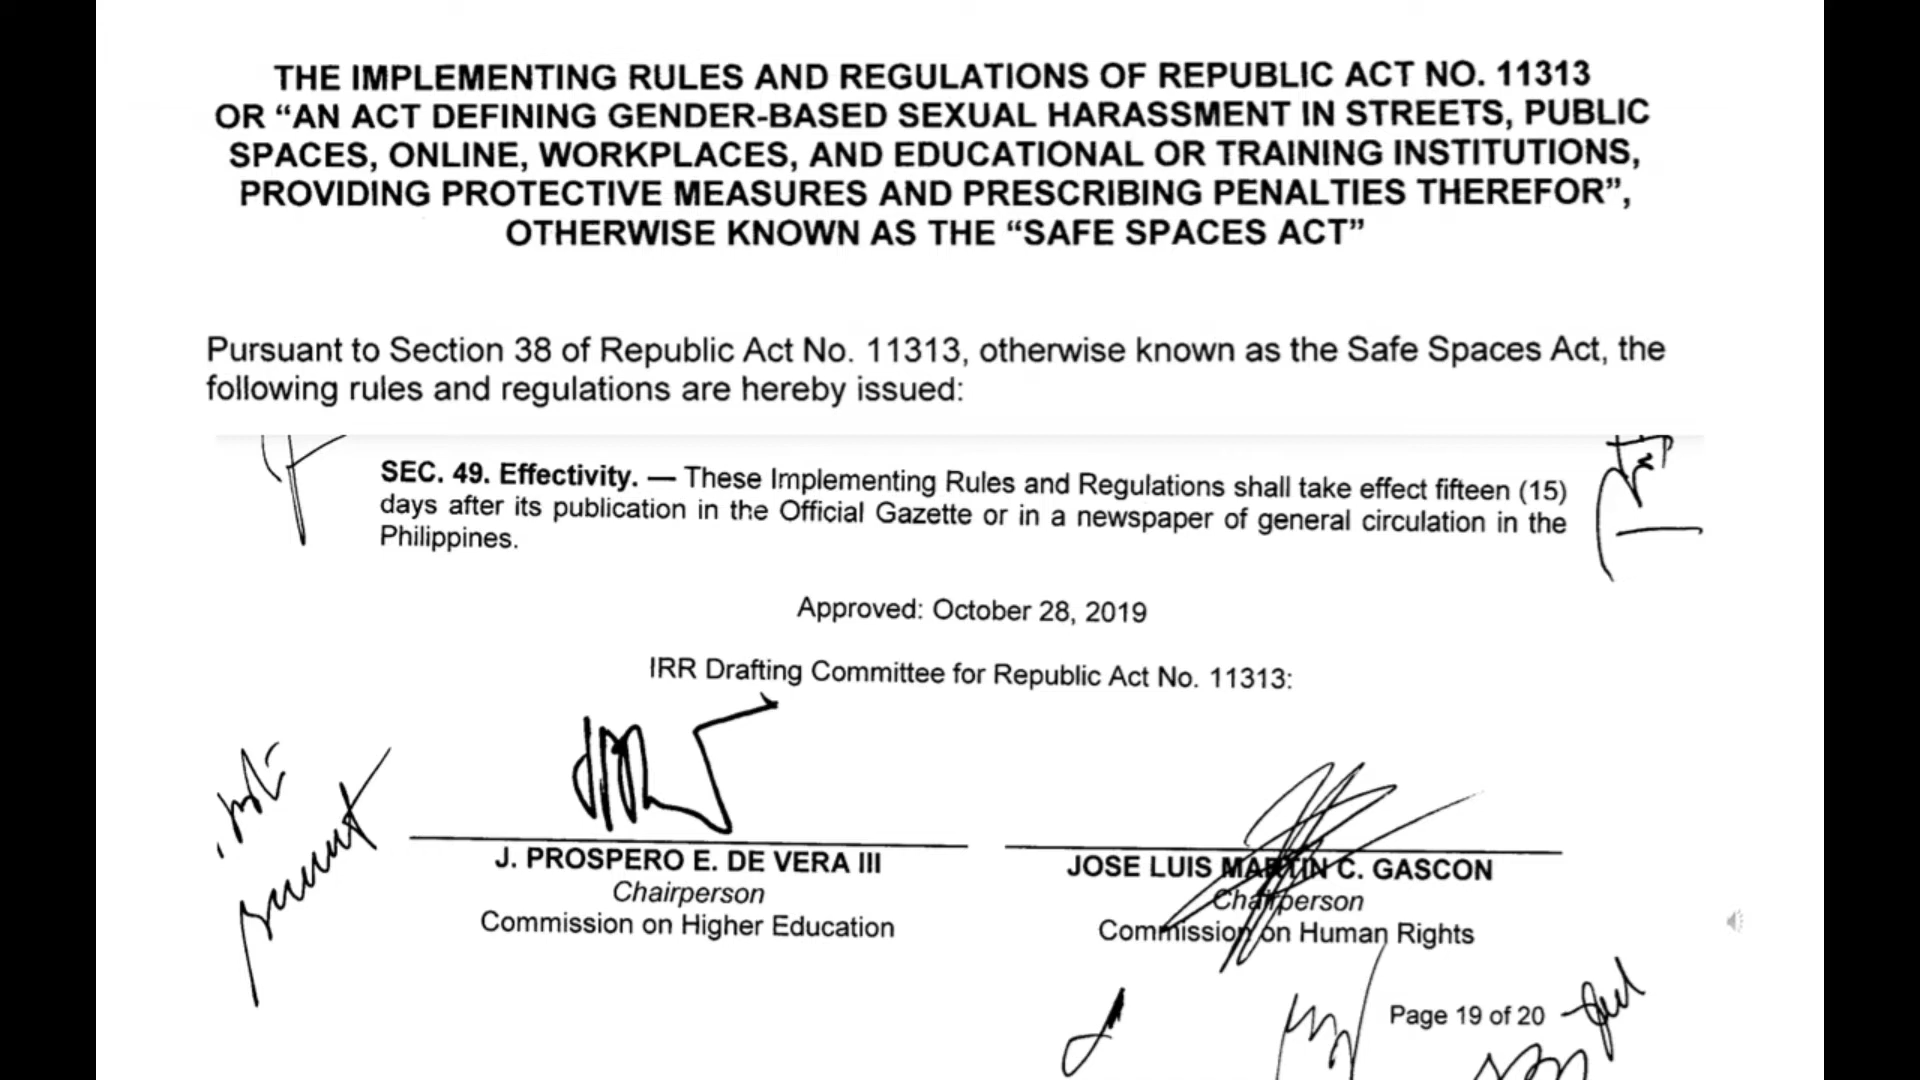 THE IMPLEMENTING RULES AND REGULATIONS OF REPUBLIC ACT NO. 11313
OR “AN ACT DEFINING GENDER-BASED SEXUAL HARASSMENT IN STREETS, PUBLIC
SPACES, ONLINE, WORKPLACES, AND EDUCATIONAL OR TRAINING INSTITUTIONS,
PROVIDING PROTECTIVE MEASURES AND PRESCRIBING PENALTIES THEREFOR”,
OTHERWISE KNOWN AS THE “SAFE SPACES ACT”
Pursuant to Section 38 of Republic Act No. 11313, otherwise known as the Safe Spaces Act, the
following rules and regulations are hereby issued:
SEC. 49. Effectivity. — These Implementing Rules and Regulations shall take effect fifteen (15)
days after its publication in the Official Gazette or in a newspaper of general circulation in the
Philippines.
Approved: October 28, 2019
IRR Drafting Committee for Republic Act No. 11313:
J. PROSPERO E. DE VERA III
Chairperson
Commission on Higher Education
JOSE LUIS MARTIN C. GASCON
Chairperson
Commission on Human Rights
Page 19 of 20